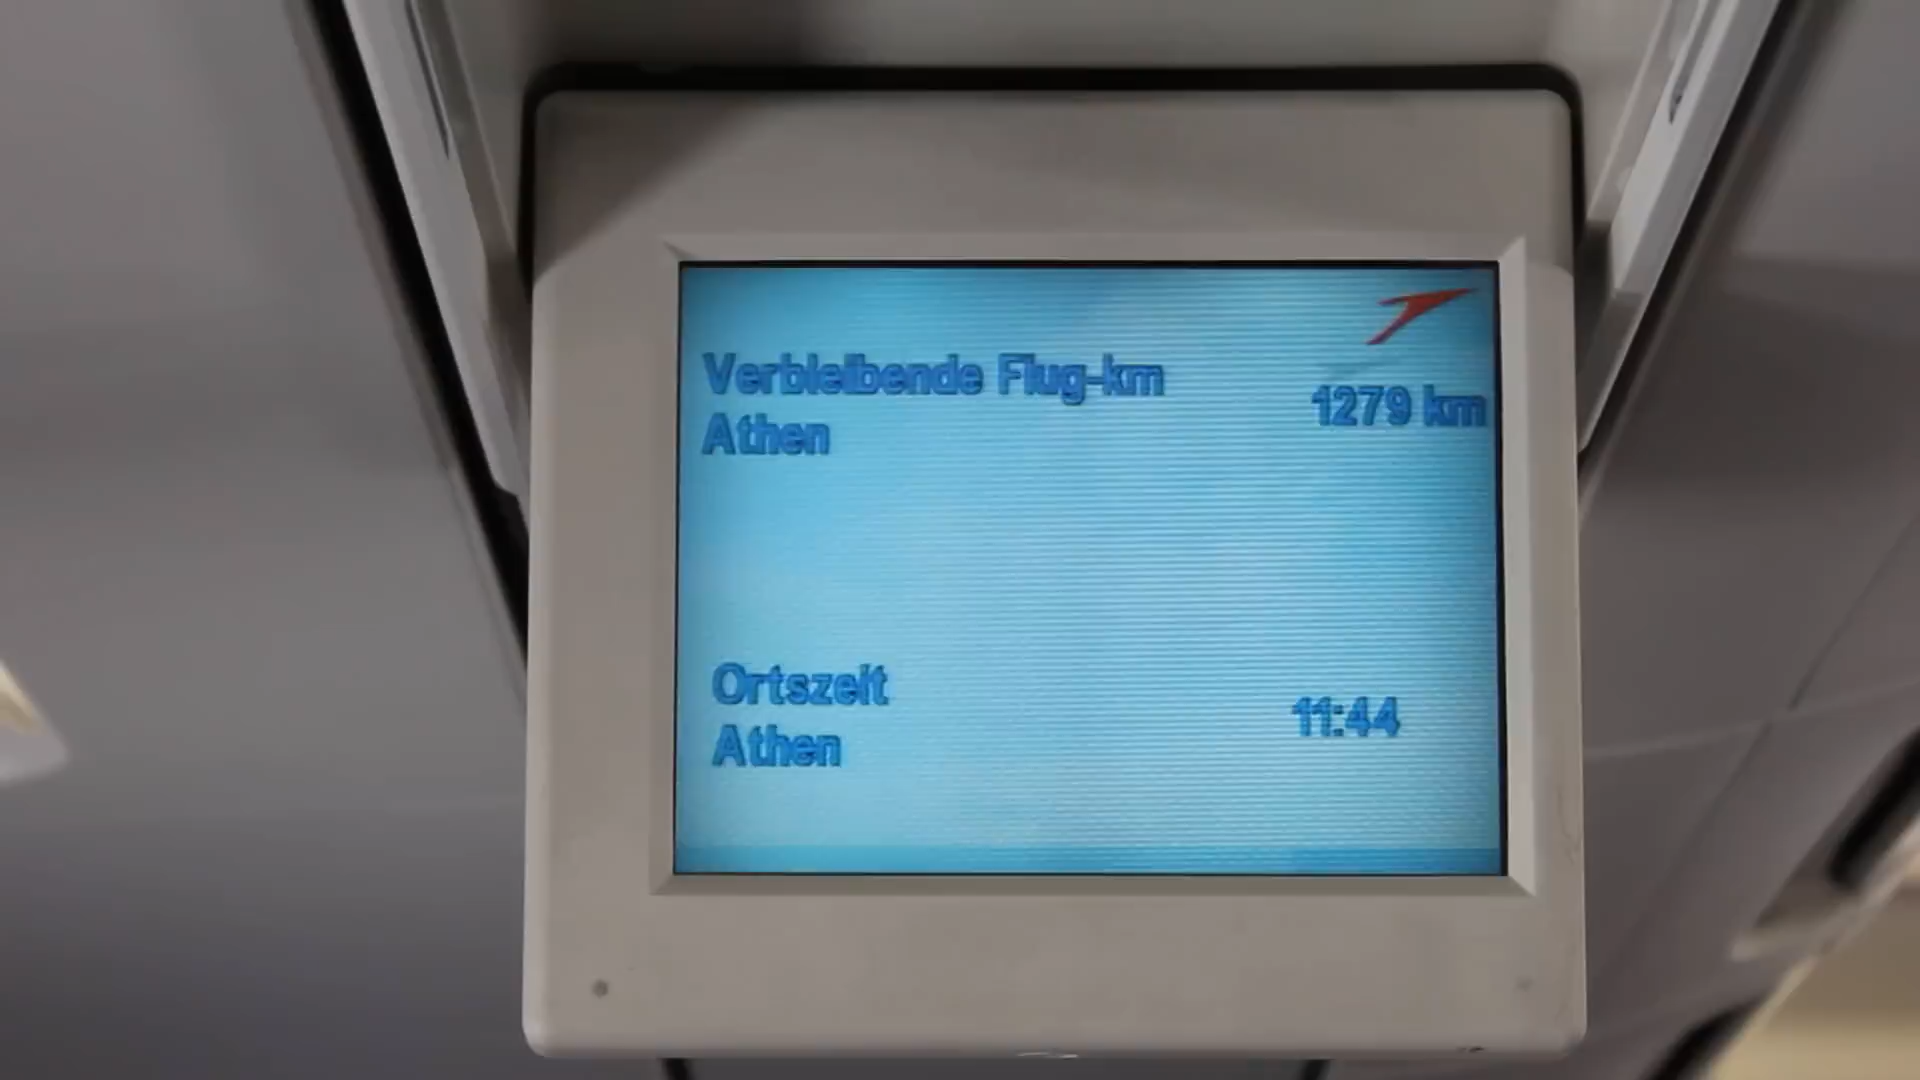 Verbleibende Flug-km
Athen
1279 km
Ortszeit
Athen
11:44